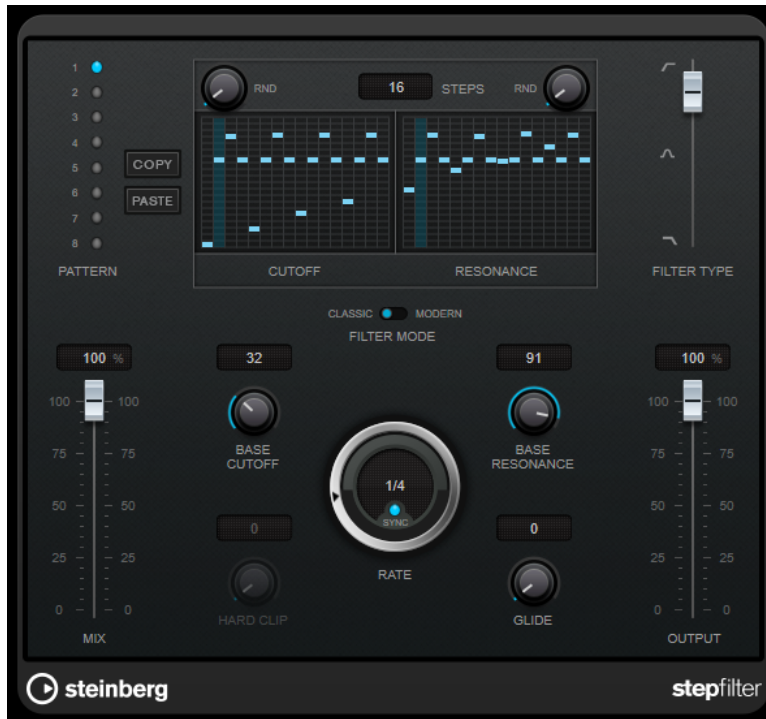 1
2
3
4
5
6
7
8
PATTERN
COPY
PASTE
RND
16
STEPS
RND
CUTOFF
RESONANCE
FILTER TYPE
CLASSIC
MODERN
FILTER MODE
100 %
32
91
100 %
100 100
75 75
50 50
25 25
0 0
MIX
BASE
CUTOFF
0
HARD CLIP
1/4
SYNC
RATE
BASE
RESONANCE
0
GLIDE
100 100
75 75
50 50
25 25
0 0
OUTPUT
steinberg
stepfilter